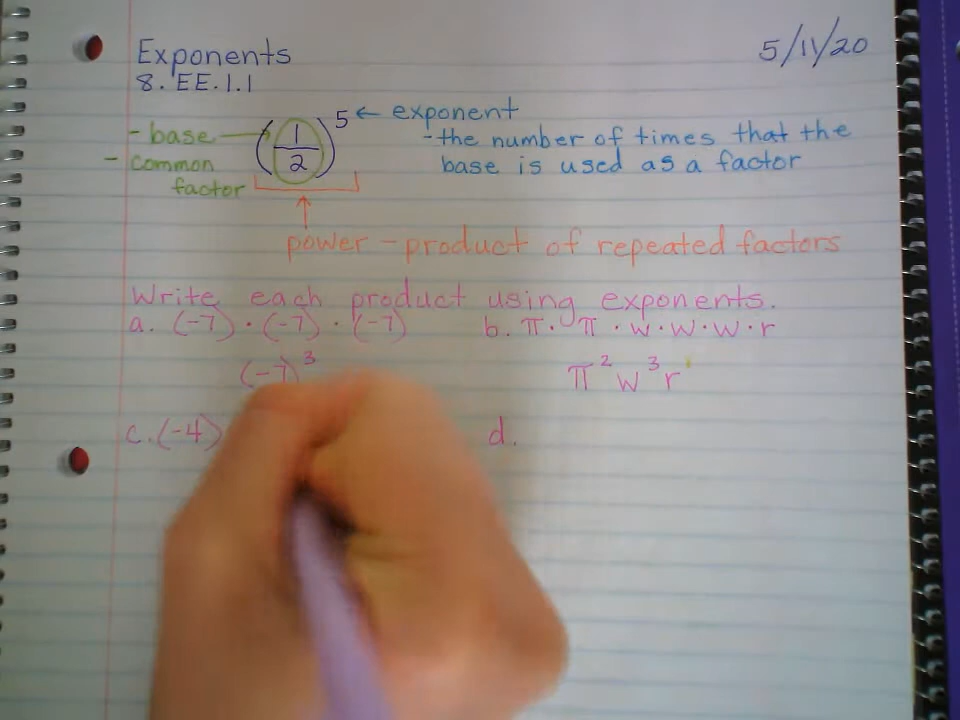 Exponents 5/11/20
8.EE.1.1
(1/2)⁵ ← exponent
- base - the number of times that the
- common base is used as a factor
factor
power - product of repeated factors
Write each product using exponents.
a. (-7) · (-7) · (-7) b. π · π · w · w · w · r
(-7)³ π² w³ r
c. (-4) d.